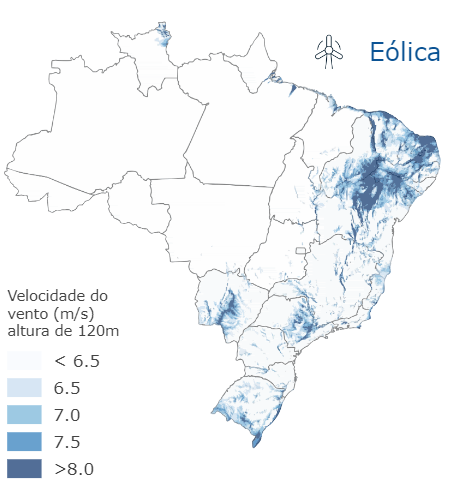 Eólica
Velocidade do
vento (m/s)
altura de 120m
< 6.5
6.5
7.0
7.5
>8.0